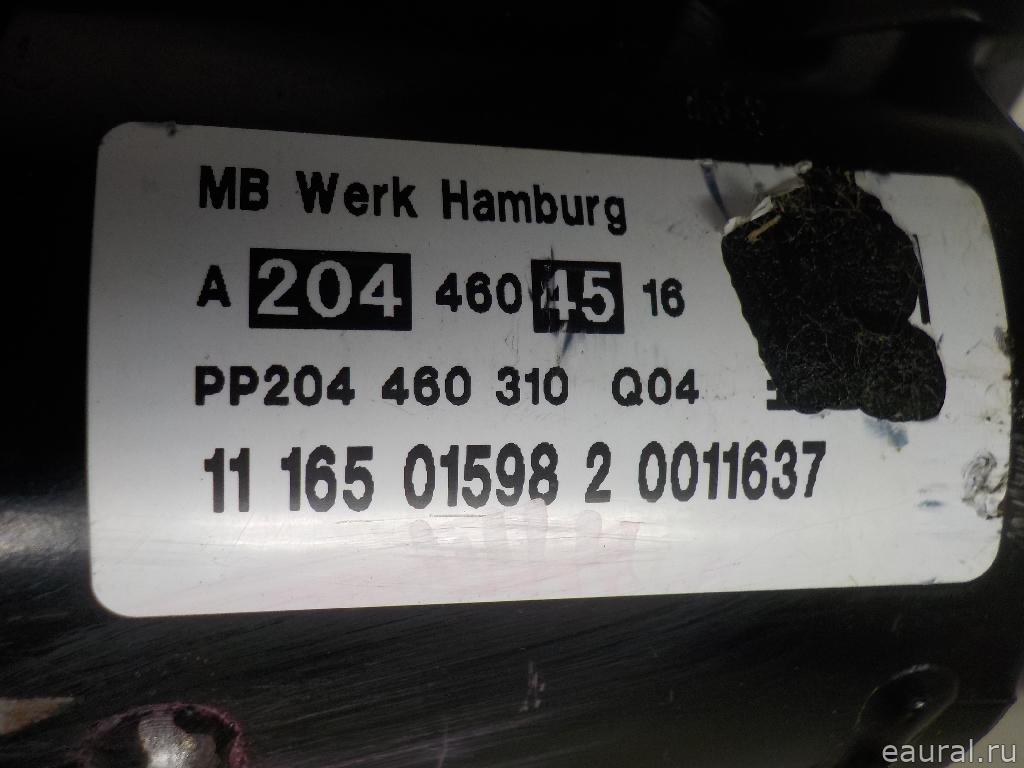 MB Werk Hamburg
A 204 460 45 16
PP204 460 310 Q04
11 165 01598 2 0011637
eaural.ru